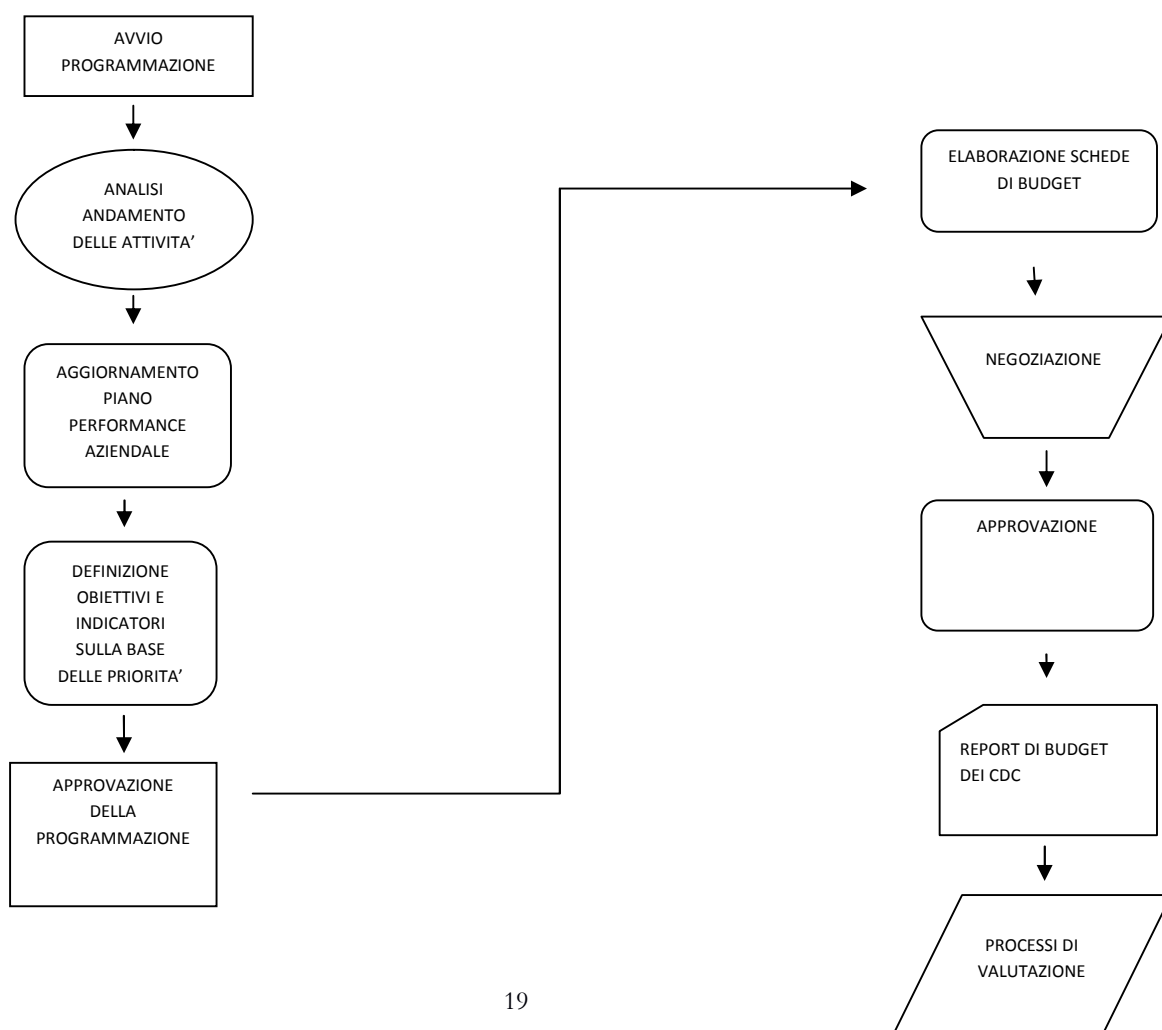 AVVIO
PROGRAMMAZIONE
ANALISI
ANDAMENTO
DELLE ATTIVITA’
AGGIORNAMENTO
PIANO
PERFORMANCE
AZIENDALE
DEFINIZIONE
OBIETTIVI E
INDICATORI
SULLA BASE
DELLE PRIORITA’
APPROVAZIONE
DELLA
PROGRAMMAZIONE
ELABORAZIONE SCHEDE
DI BUDGET
NEGOZIAZIONE
APPROVAZIONE
REPORT DI BUDGET
DEI CDC
PROCESSI DI
VALUTAZIONE
19